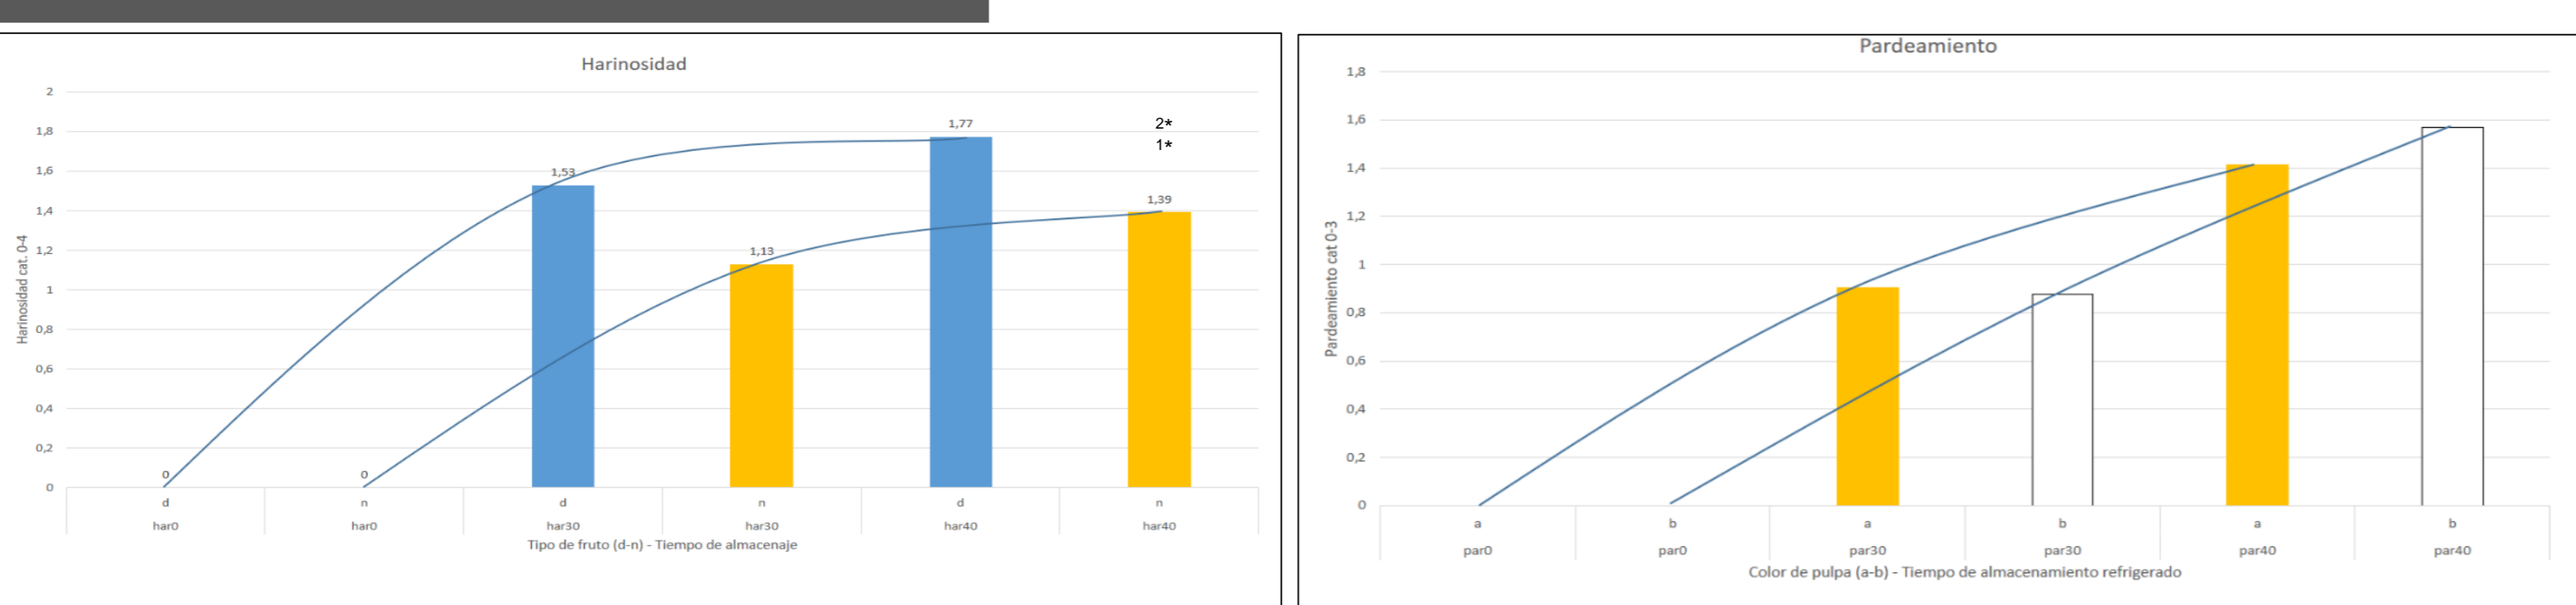 Harinosidad
2
1,8
1,6
1,4
1,2
1
0,8
0,6
0,4
0,2
0
Harinosidad cat. 0-4
0
0
1,53
1,13
1,77
1,39
2*
1*
d n d n d n
har0 har0 har30 har30 har40 har40
Tipo de fruto (d-n) - Tiempo de almacenaje
Pardeamiento
1,8
1,6
1,4
1,2
1
0,8
0,6
0,4
0,2
0
Pardeamiento cat 0-3
a b a b a b
par0 par0 par30 par30 par40 par40
Color de pulpa (a-b) - Tiempo de almacenamiento refrigerado